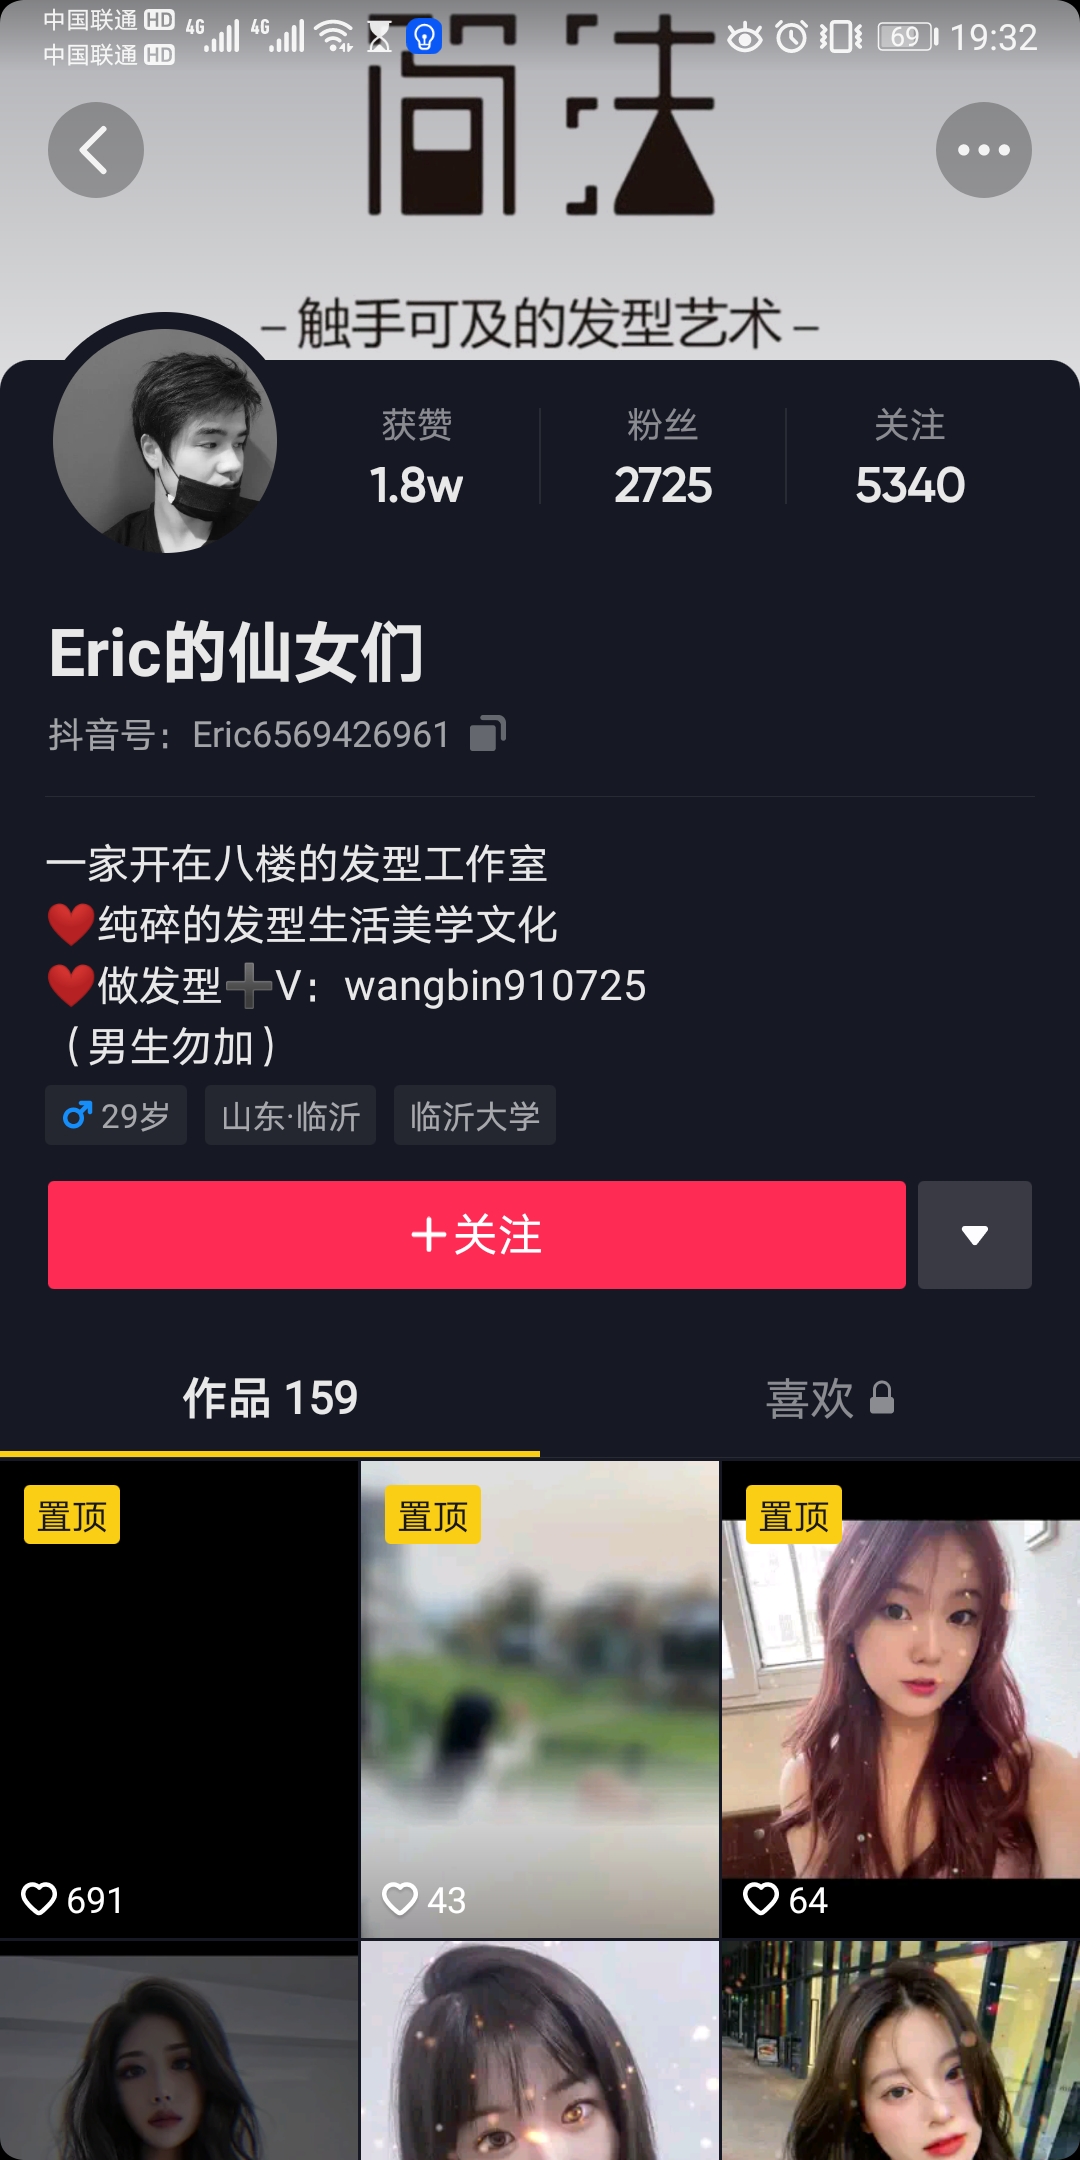 中国联通 HD
中国联通 HD
4G 4G 69 19:32
简法
–触手可及的发型艺术–
获赞 粉丝 关注
1.8w 2725 5340
Eric的仙女们
抖音号：Eric6569426961
一家开在八楼的发型工作室
❤️纯碎的发型生活美学文化
❤️做发型➕V：wangbin910725
（男生勿加）
♂29岁 山东·临沂 临沂大学
＋关注
作品 159 喜欢
置顶 置顶 置顶
691 43 64